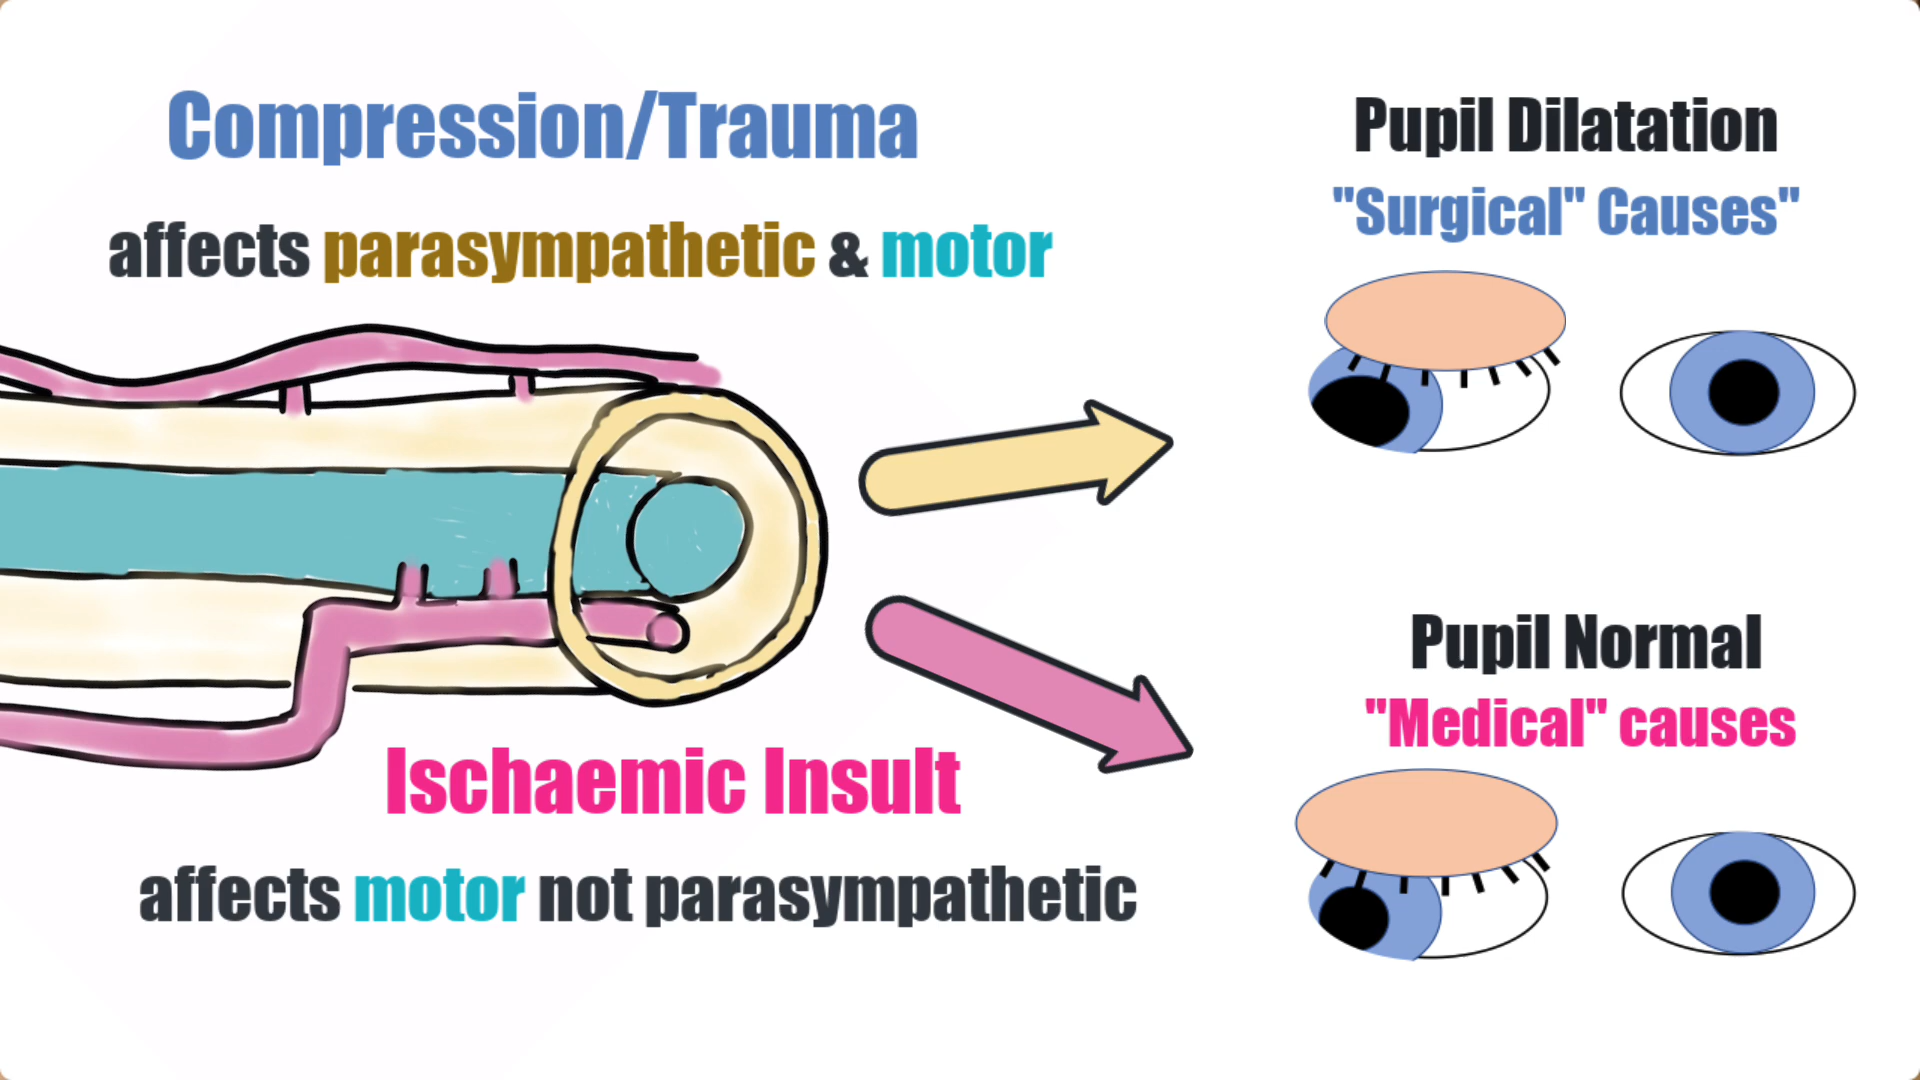 Compression/Trauma
affects parasympathetic & motor
Pupil Dilatation
"Surgical" Causes"
Pupil Normal
"Medical" causes
Ischaemic Insult
affects motor not parasympathetic